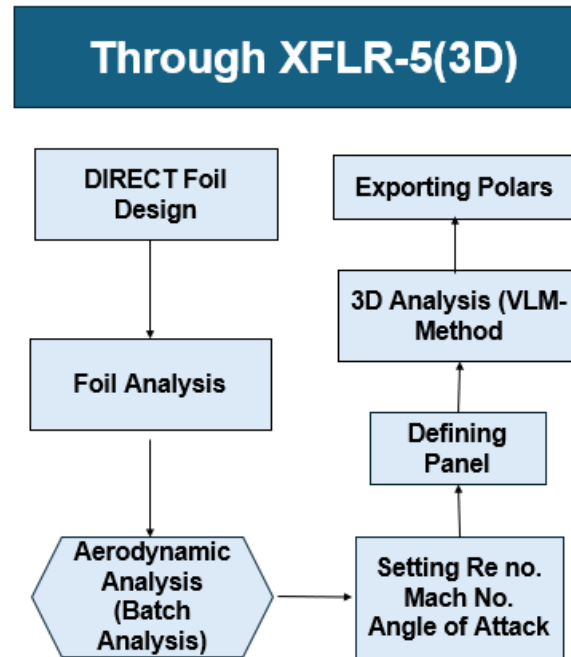 Through XFLR-5(3D)
DIRECT Foil
Design
Foil Analysis
Aerodynamic
Analysis
(Batch
Analysis)
Setting Re no.
Mach No.
Angle of Attack
Defining
Panel
3D Analysis (VLM-
Method
Exporting Polars